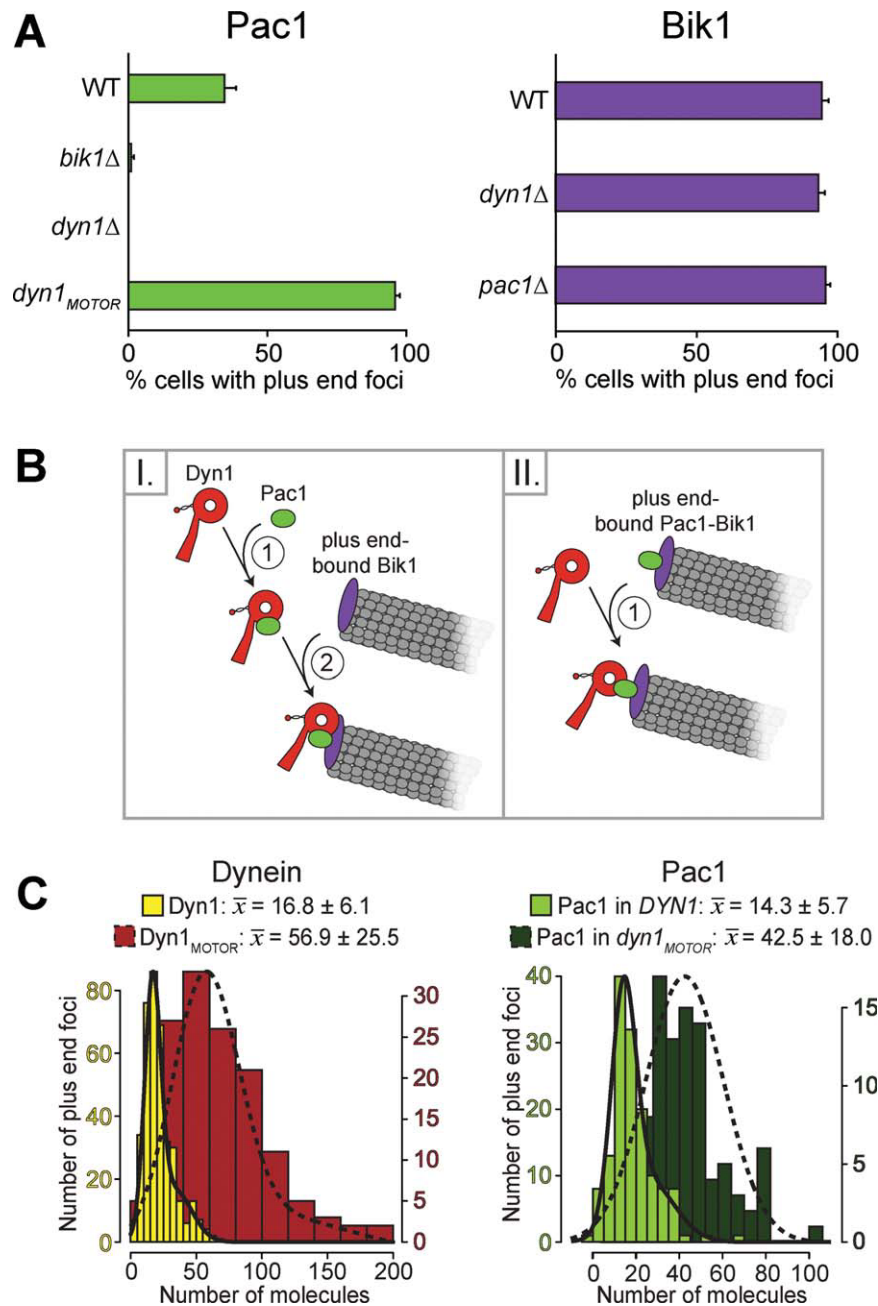 A
Pac1
Bik1
WT
bik1Δ
dyn1Δ
dyn1MOTOR
0
50
100
% cells with plus end foci
WT
dyn1Δ
pac1Δ
0
50
100
% cells with plus end foci
B
I.
Dyn1
Pac1
1
plus end-
bound Bik1
2
II.
plus end-
bound Pac1-Bik1
1
C
Dynein
Dyn1: x̅ = 16.8 ± 6.1
Dyn1MOTOR: x̅ = 56.9 ± 25.5
Number of plus end foci
80
60
40
20
0
30
25
20
15
10
5
0
0
50
100
150
200
Number of molecules
Pac1
Pac1 in DYN1: x̅ = 14.3 ± 5.7
Pac1 in dyn1MOTOR: x̅ = 42.5 ± 18.0
Number of plus end foci
40
30
20
10
0
15
10
5
0
0
20
40
60
80
100
Number of molecules